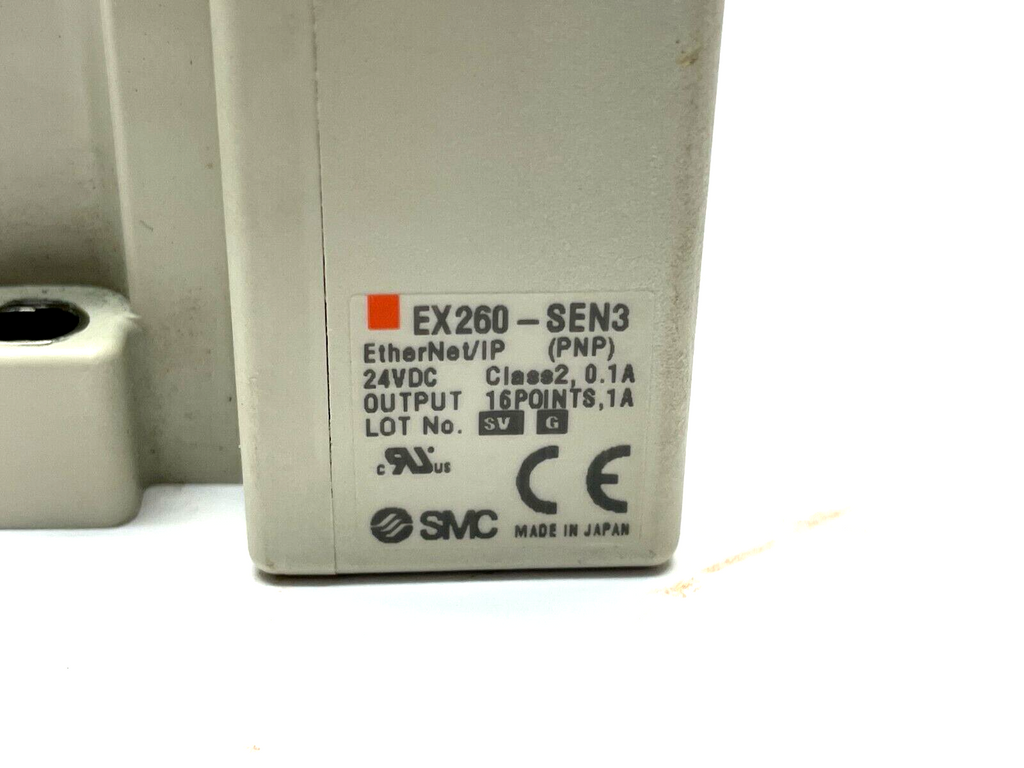 EX260-SEN3
EtherNet/IP (PNP)
24VDC Class2, 0.1A
OUTPUT 16POINTS,1A
LOT No. SV G
c RU US
CE
SMC MADE IN JAPAN